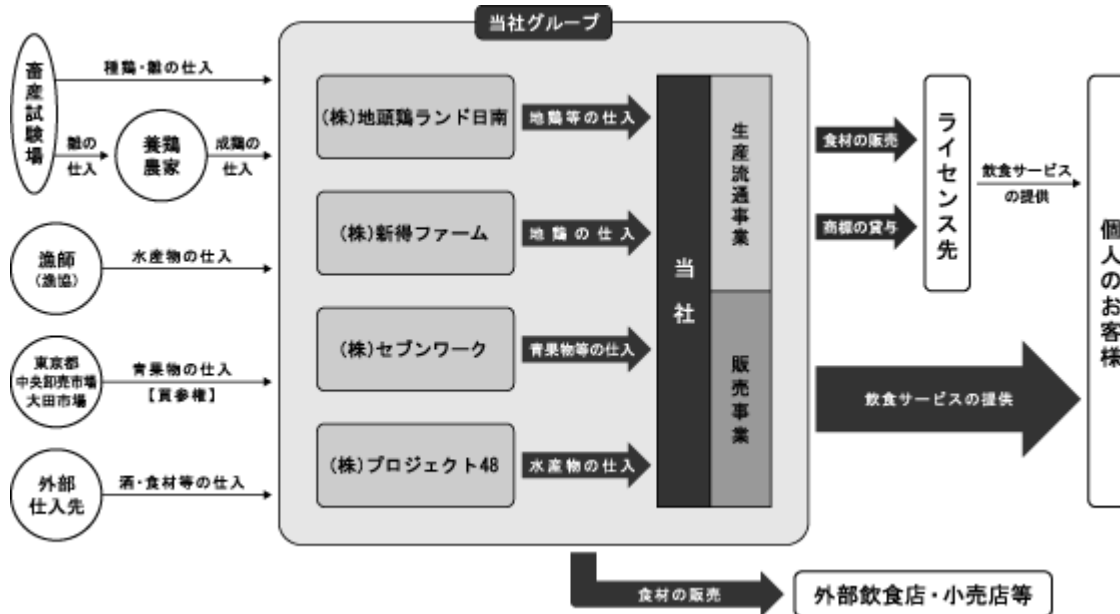 当社グループ
畜産試験場
種鶏・雛の仕入
雛の
仕入
養鶏
農家
成鶏の
仕入
漁師
(漁協)
水産物の仕入
東京都
中央卸売市場
大田市場
青果物の仕入
【買参権】
外部
仕入先
酒・食材等の仕入
(株)地頭鶏ランド日南
地鶏等の仕入
(株)新得ファーム
地鶏の仕入
(株)セブンワーク
青果物等の仕入
(株)プロジェクト48
水産物の仕入
当社
生産流通事業
販売事業
食材の販売
商標の貸与
ライセンス先
飲食サービス
の提供
飲食サービスの提供
個人のお客様
食材の販売
外部飲食店・小売店等